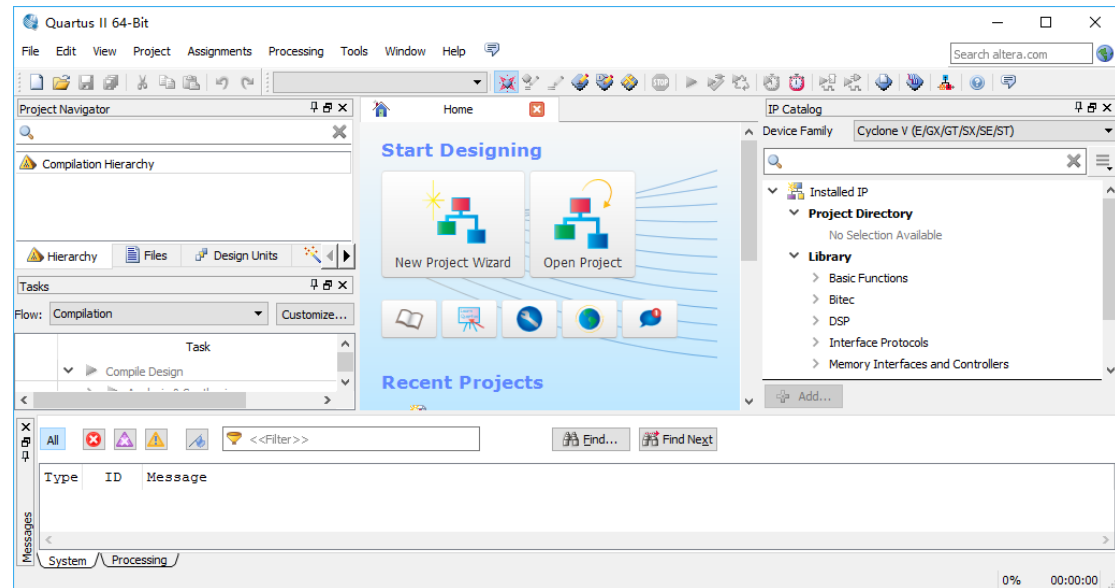 Quartus II 64-Bit
File Edit View Project Assignments Processing Tools Window Help
Search altera.com
Project Navigator
Compilation Hierarchy
Hierarchy Files Design Units
Tasks
Flow: Compilation Customize...
Task
Compile Design
Home
Start Designing
New Project Wizard Open Project
Recent Projects
IP Catalog
Device Family Cyclone V (E/GX/GT/SX/SE/ST)
Installed IP
Project Directory
No Selection Available
Library
Basic Functions
Bitec
DSP
Interface Protocols
Memory Interfaces and Controllers
Add...
All <<Filter>> Find... Find Next
Type ID Message
Messages
System Processing
0% 00:00:00